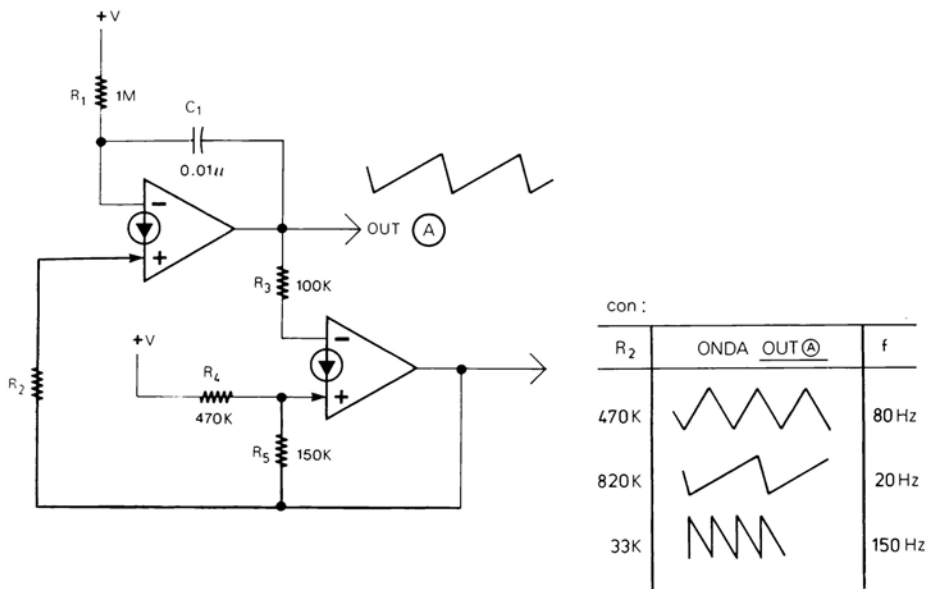 +V
R1 1M
C1
0.01u
−
+
OUT A
R3 100K
+V
−
+
R2
R4
470K
R5 150K
con :
R2 ONDA OUT A f
470K 80 Hz
820K 20 Hz
33K 150 Hz